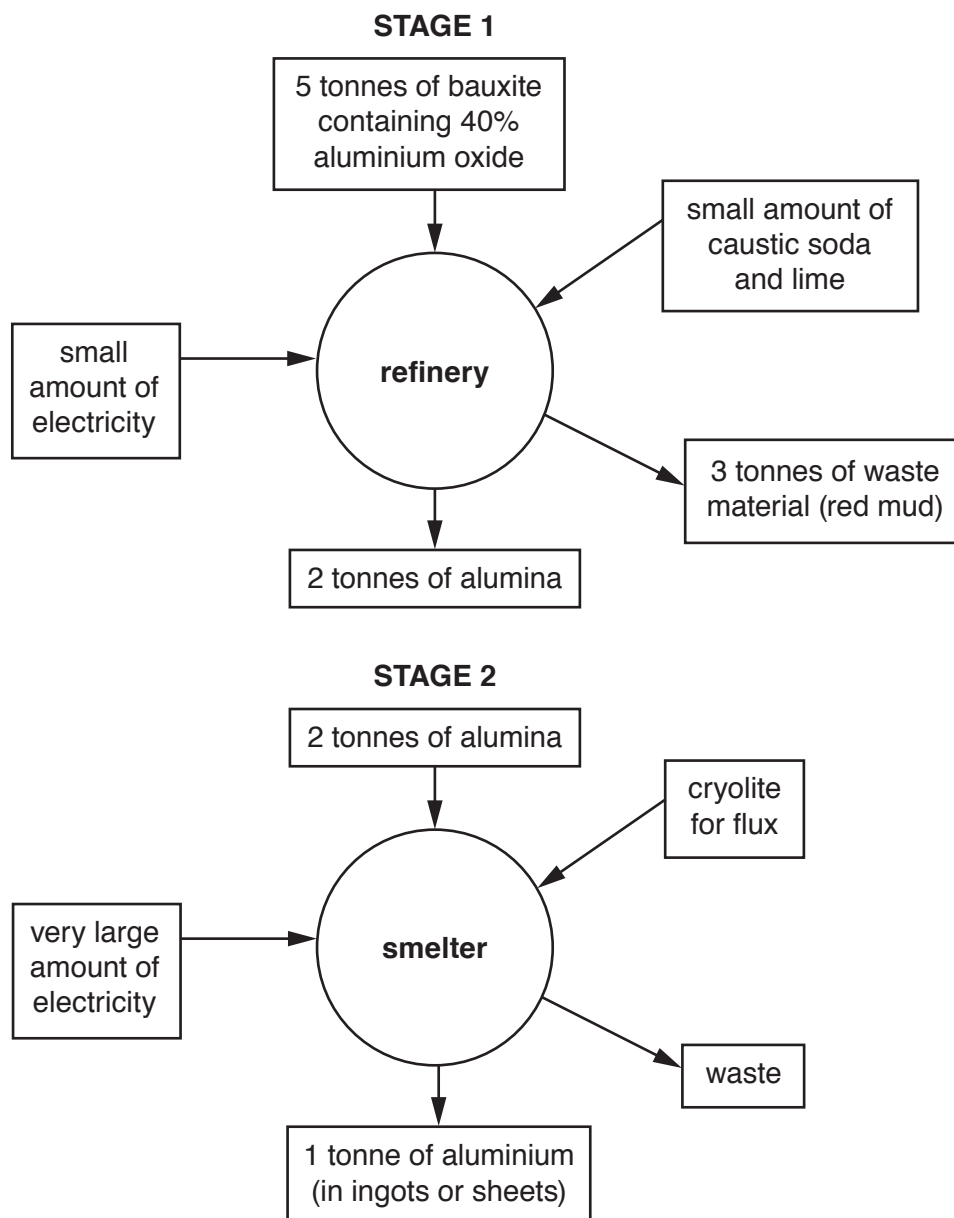 STAGE 1
5 tonnes of bauxite
containing 40%
aluminium oxide
small amount of
caustic soda
and lime
small
amount of
electricity
refinery
3 tonnes of waste
material (red mud)
2 tonnes of alumina
STAGE 2
2 tonnes of alumina
cryolite
for flux
very large
amount of
electricity
smelter
waste
1 tonne of aluminium
(in ingots or sheets)